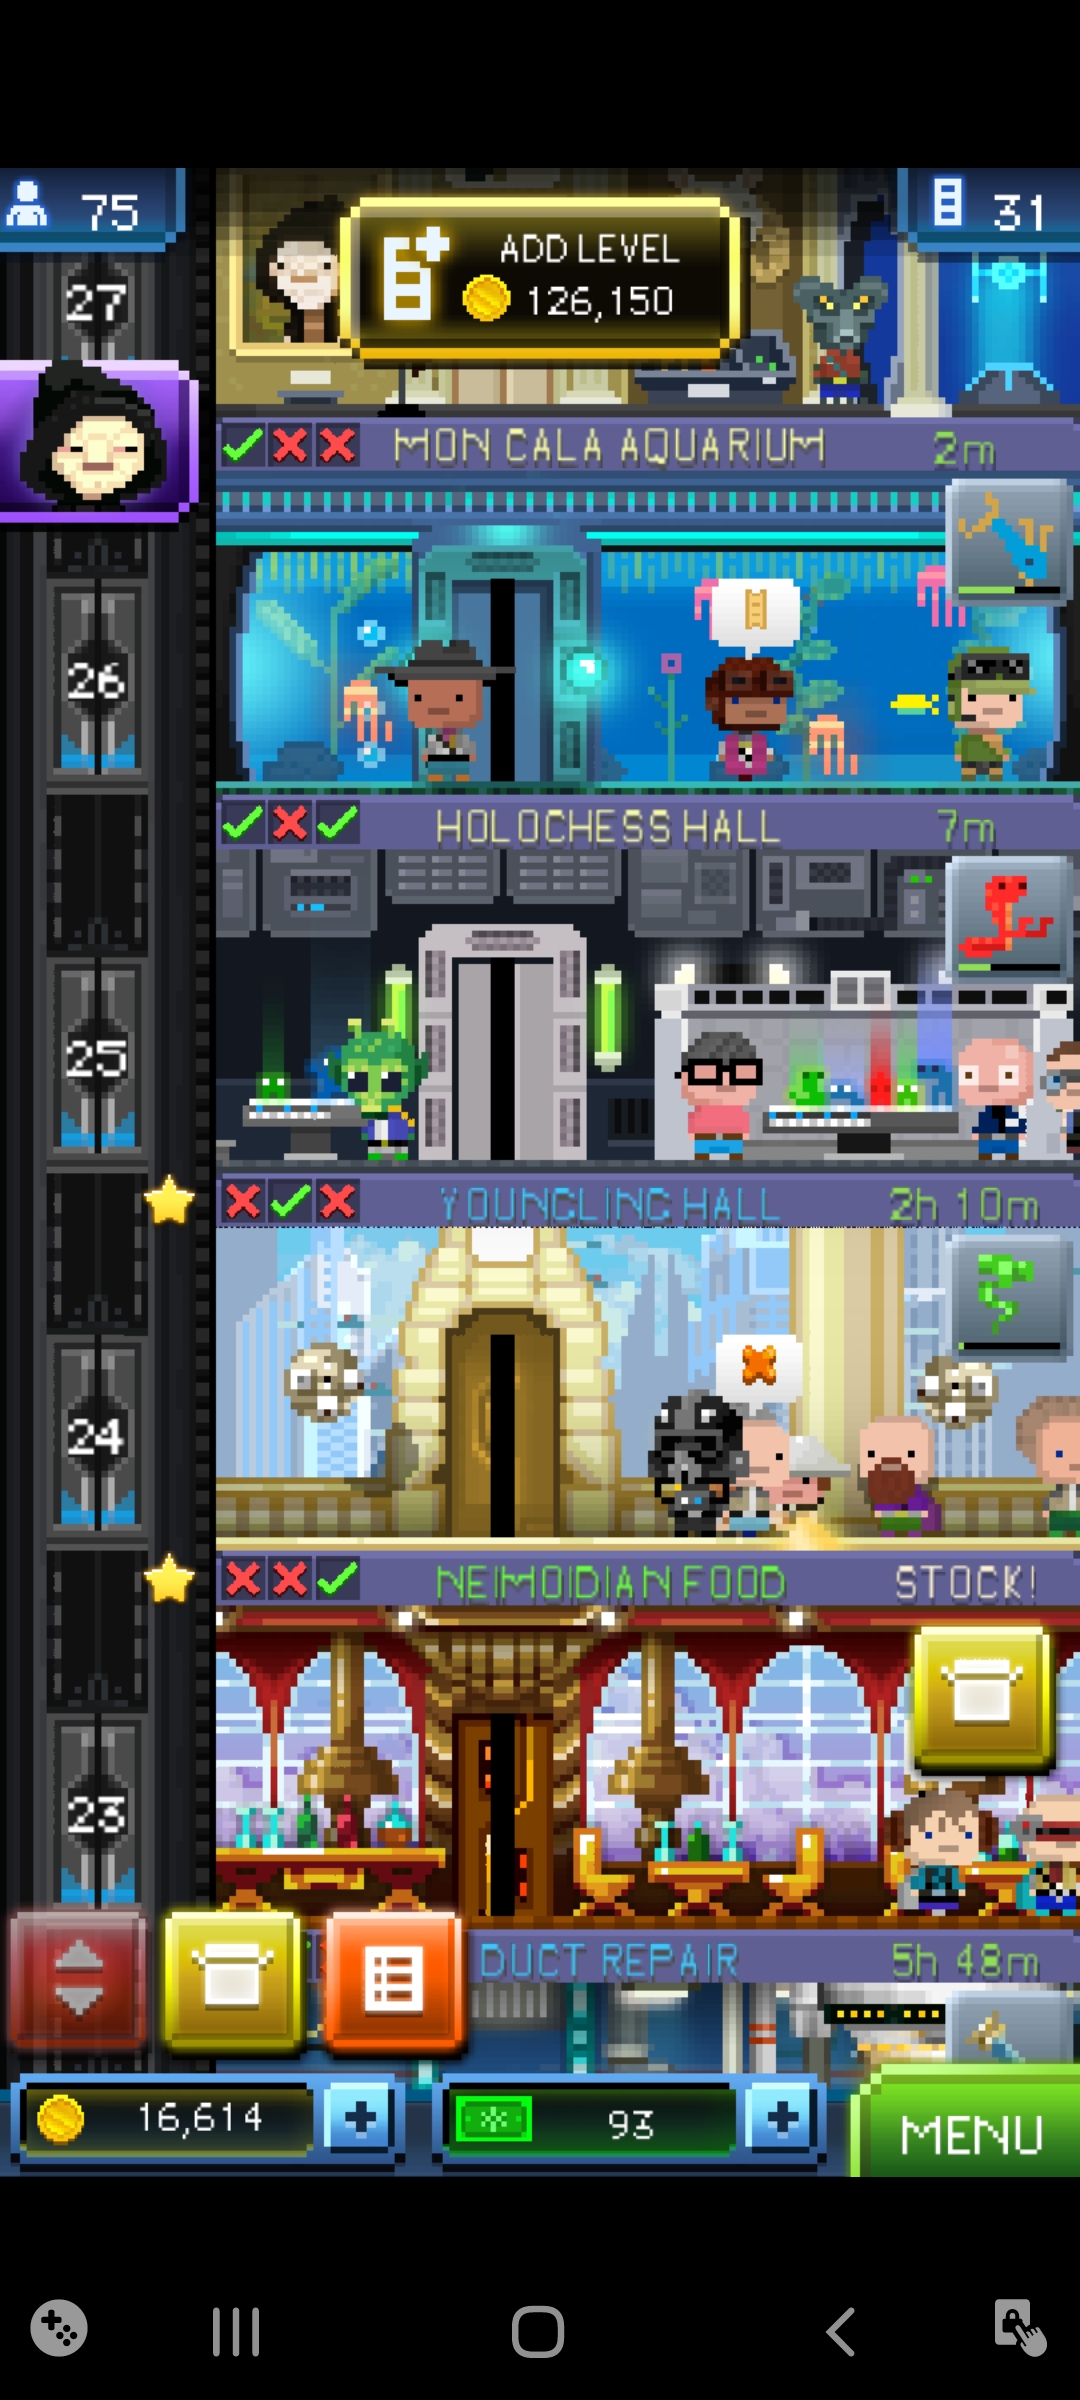 75
ADD LEVEL
126,150
31
27
MON CALA AQUARIUM 2m
26
HOLOCHESS HALL 7m
25
YOUNGLING HALL 2h 10m
24
NEIMOIDIAN FOOD STOCK!
23
DUCT REPAIR 5h 48m
16,614
93
MENU